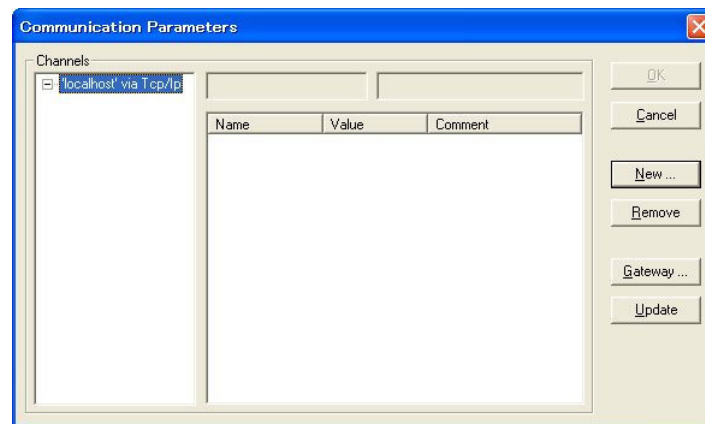 Communication Parameters
Channels
'localhost' via Tcp/Ip
Name Value Comment
OK
Cancel
New ...
Remove
Gateway ...
Update